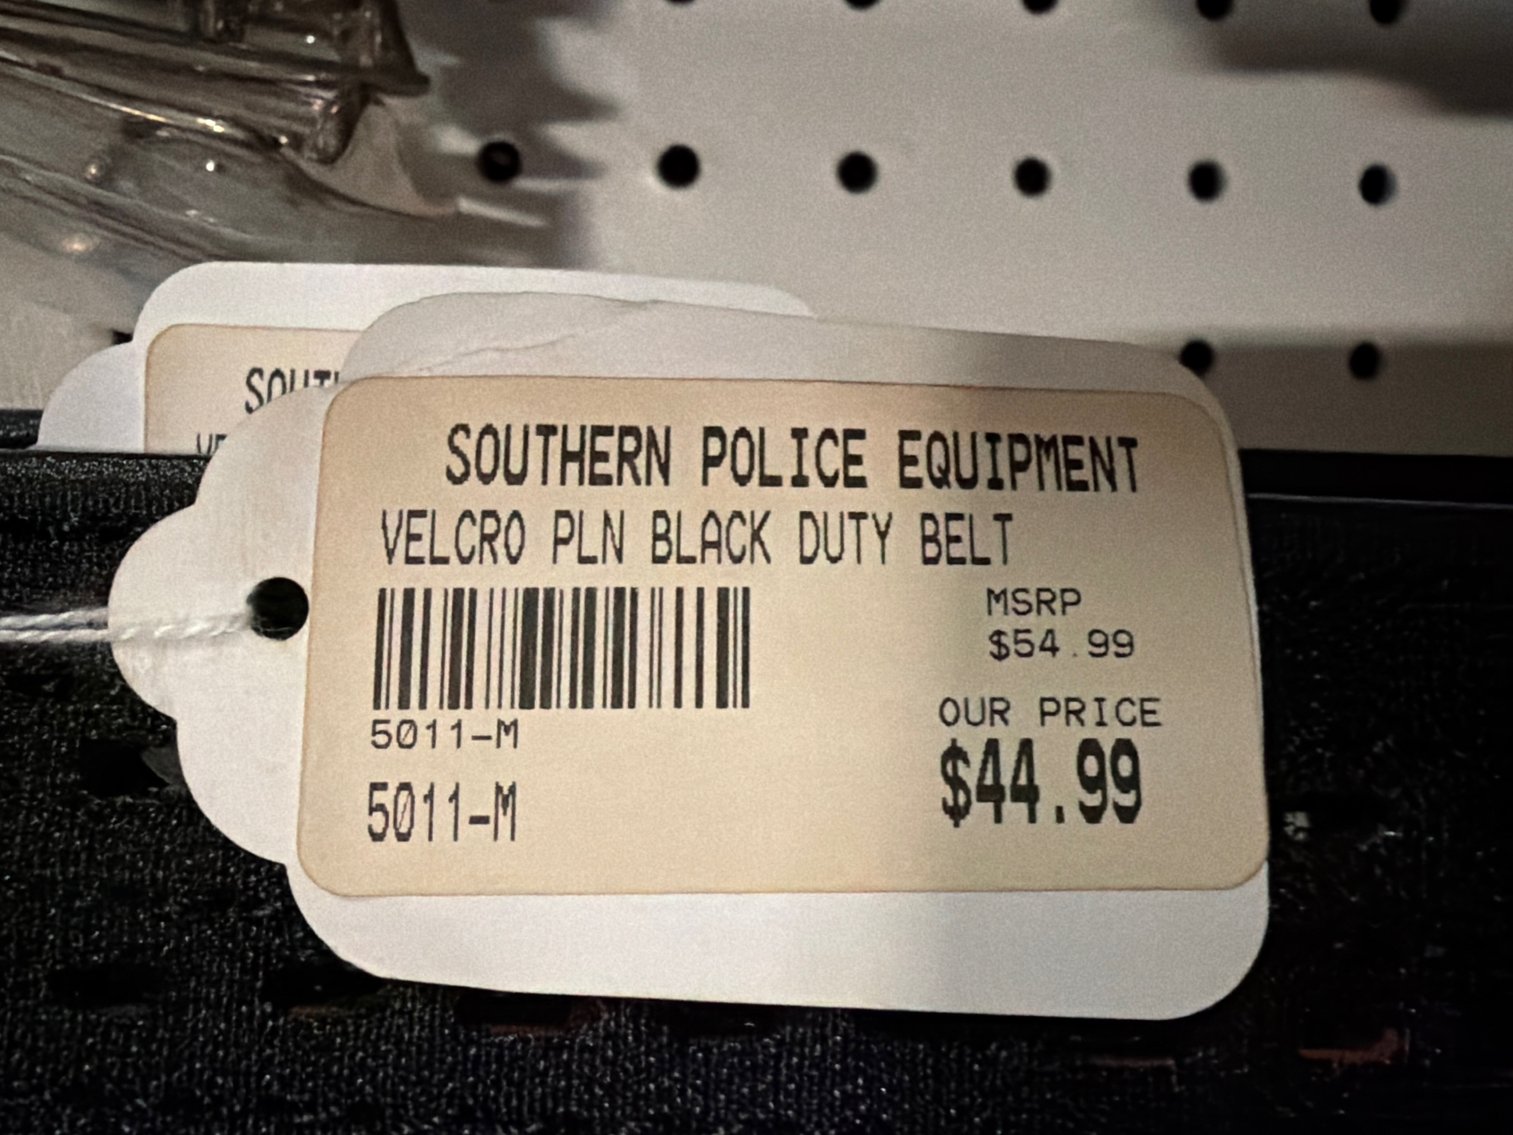 SOUTHERN POLICE EQUIPMENT
VELCRO PLN BLACK DUTY BELT
MSRP
$54.99
5011-M
OUR PRICE
5011-M
$44.99